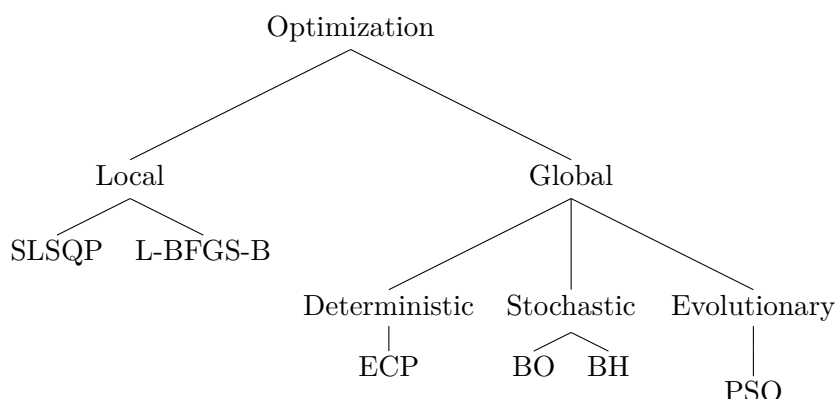 Optimization
Local Global
SLSQP L-BFGS-B
Deterministic Stochastic Evolutionary
ECP BO BH
PSO